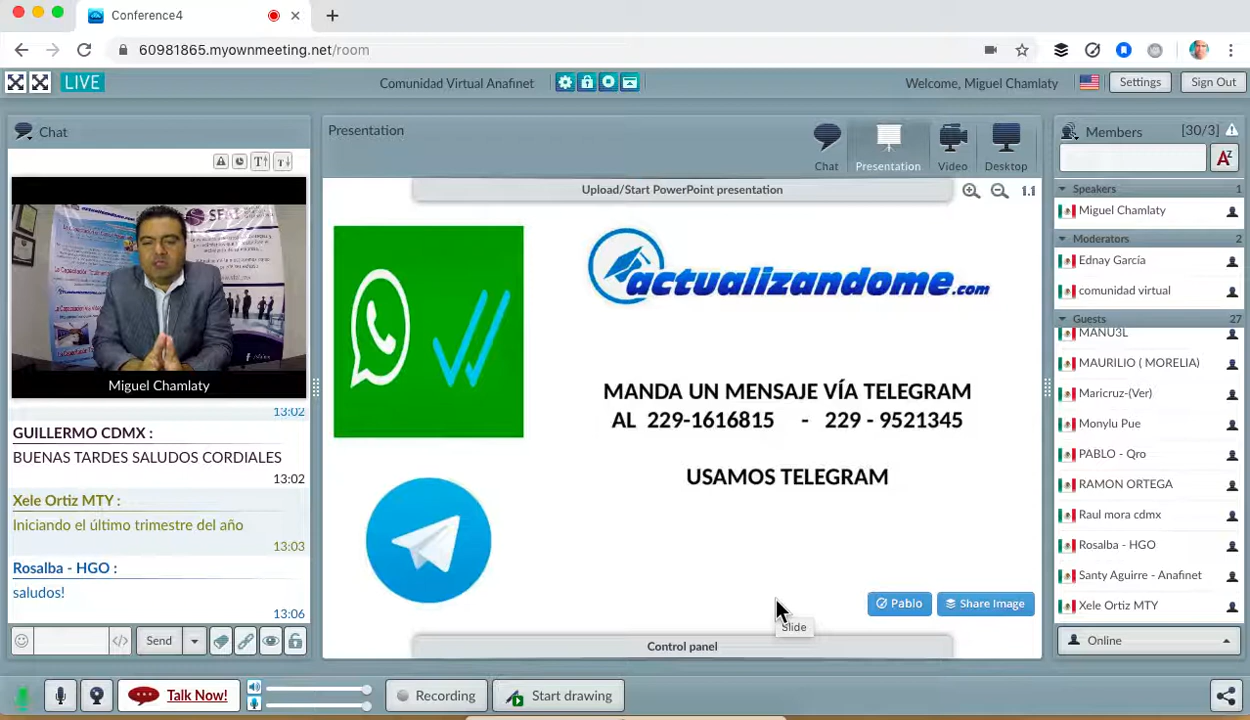 Conference4
60981865.myownmeeting.net/room
LIVE
Comunidad Virtual Anafinet
Welcome, Miguel Chamlaty
Settings
Sign Out
Chat
Miguel Chamlaty
13:02
GUILLERMO CDMX :
BUENAS TARDES SALUDOS CORDIALES
13:02
Xele Ortiz MTY :
Iniciando el último trimestre del año
13:03
Rosalba - HGO :
saludos!
13:06
Send
Presentation
Chat
Presentation
Video
Desktop
Upload/Start PowerPoint presentation
1.1
actualizandome.com
MANDA UN MENSAJE VÍA TELEGRAM
AL 229-1616815 - 229 - 9521345
USAMOS TELEGRAM
Pablo
Share Image
Slide
Control panel
Members
[30/3]
Speakers 1
Miguel Chamlaty
Moderators 2
Ednay García
comunidad virtual
Guests 27
MANU3L
MAURILIO ( MORELIA)
Maricruz-(Ver)
Monylu Pue
PABLO - Qro
RAMON ORTEGA
Raul mora cdmx
Rosalba - HGO
Santy Aguirre - Anafinet
Xele Ortiz MTY
Online
Talk Now!
Recording
Start drawing